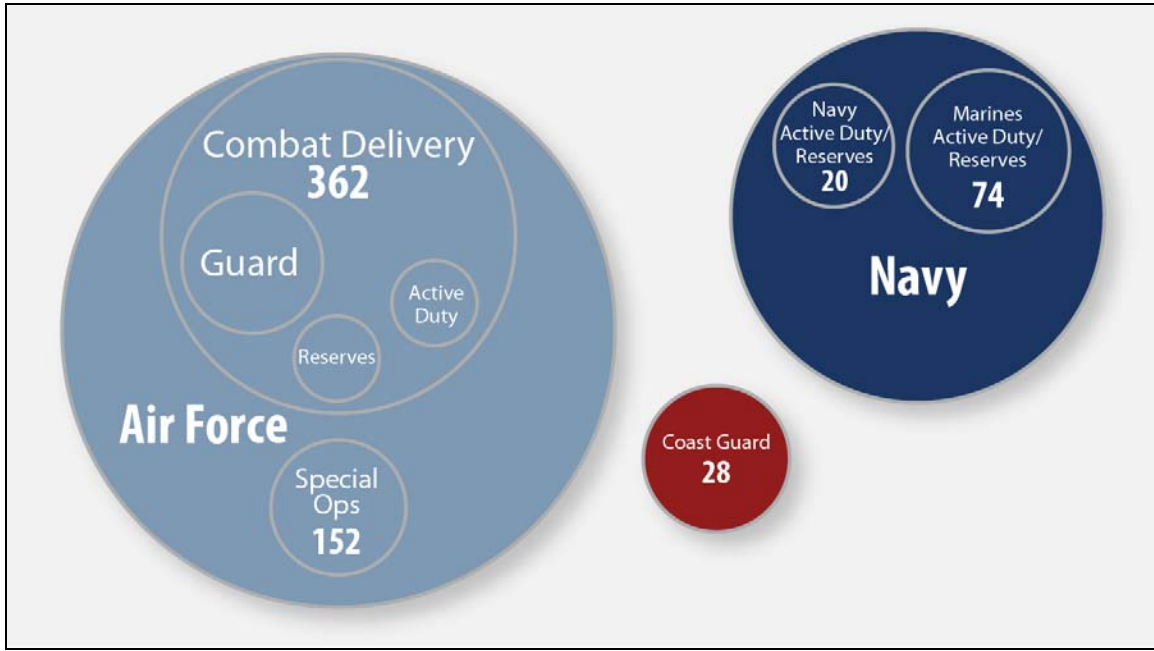 Combat Delivery
362
Guard
Active
Duty
Reserves
Air Force
Special
Ops
152
Navy
Active Duty/
Reserves
20
Marines
Active Duty/
Reserves
74
Navy
Coast Guard
28